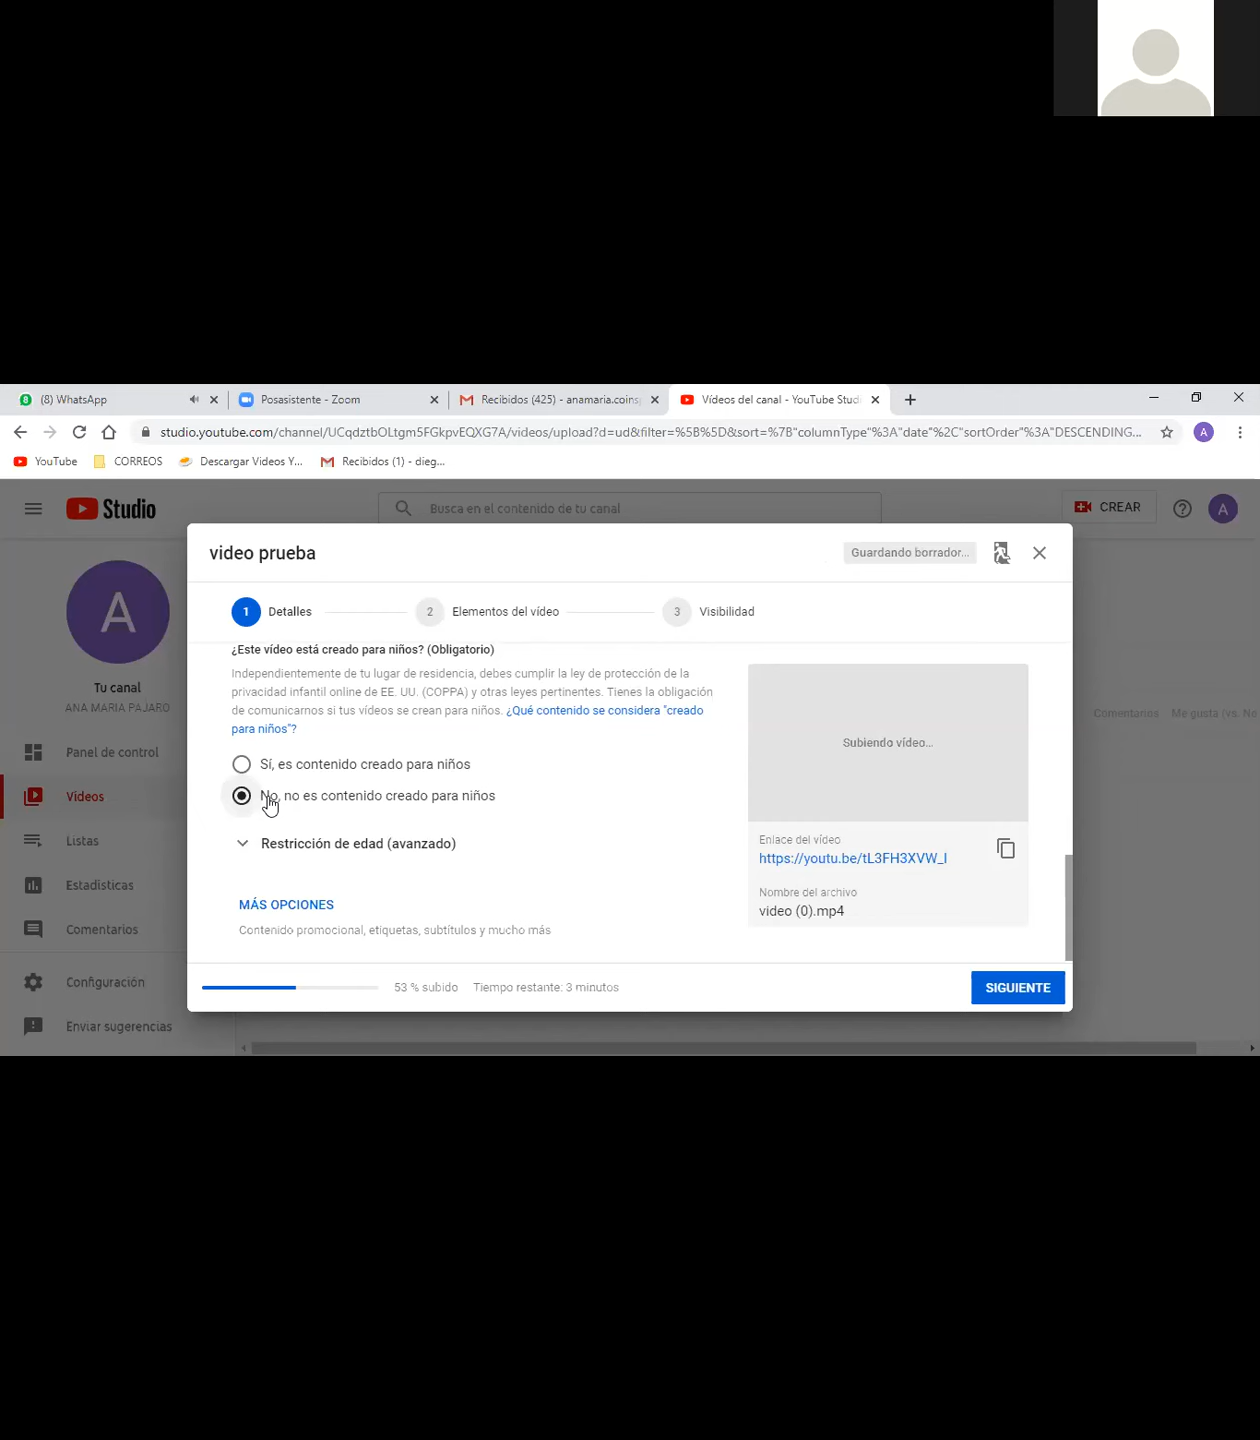 (8) WhatsApp
Posasistente - Zoom
Recibidos (425) - anamaria.coins
Vídeos del canal - YouTube Studi
studio.youtube.com/channel/UCqdztbOLtgm5FGkpvEQXG7A/videos/upload?d=ud&filter=%5B%5D&sort=%7B"columnType"%3A"date"%2C"sortOrder"%3A"DESCENDING...
A
YouTube
CORREOS
Descargar Videos Y...
Recibidos (1) - dieg...
Studio
Busca en el contenido de tu canal
CREAR
A
A
Tu canal
ANA MARIA PAJARO
Panel de control
Vídeos
Listas
Estadísticas
Comentarios
Configuración
Enviar sugerencias
Comentarios
Me gusta (vs. No
video prueba
Guardando borrador...
1 Detalles
2 Elementos del vídeo
3 Visibilidad
¿Este vídeo está creado para niños? (Obligatorio)
Independientemente de tu lugar de residencia, debes cumplir la ley de protección de la
privacidad infantil online de EE. UU. (COPPA) y otras leyes pertinentes. Tienes la obligación
de comunicarnos si tus vídeos se crean para niños. ¿Qué contenido se considera "creado
para niños"?
Sí, es contenido creado para niños
No, no es contenido creado para niños
Restricción de edad (avanzado)
MÁS OPCIONES
Contenido promocional, etiquetas, subtítulos y mucho más
Subiendo vídeo...
Enlace del vídeo
https://youtu.be/tL3FH3XVW_I
Nombre del archivo
video (0).mp4
53 % subido
Tiempo restante: 3 minutos
SIGUIENTE